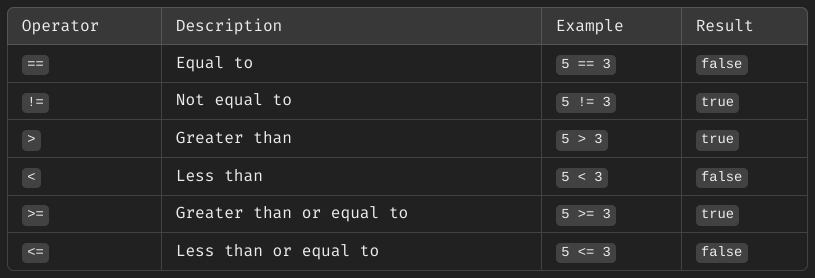 Operator Description Example Result
== Equal to 5 == 3 false
!= Not equal to 5 != 3 true
> Greater than 5 > 3 true
< Less than 5 < 3 false
>= Greater than or equal to 5 >= 3 true
<= Less than or equal to 5 <= 3 false